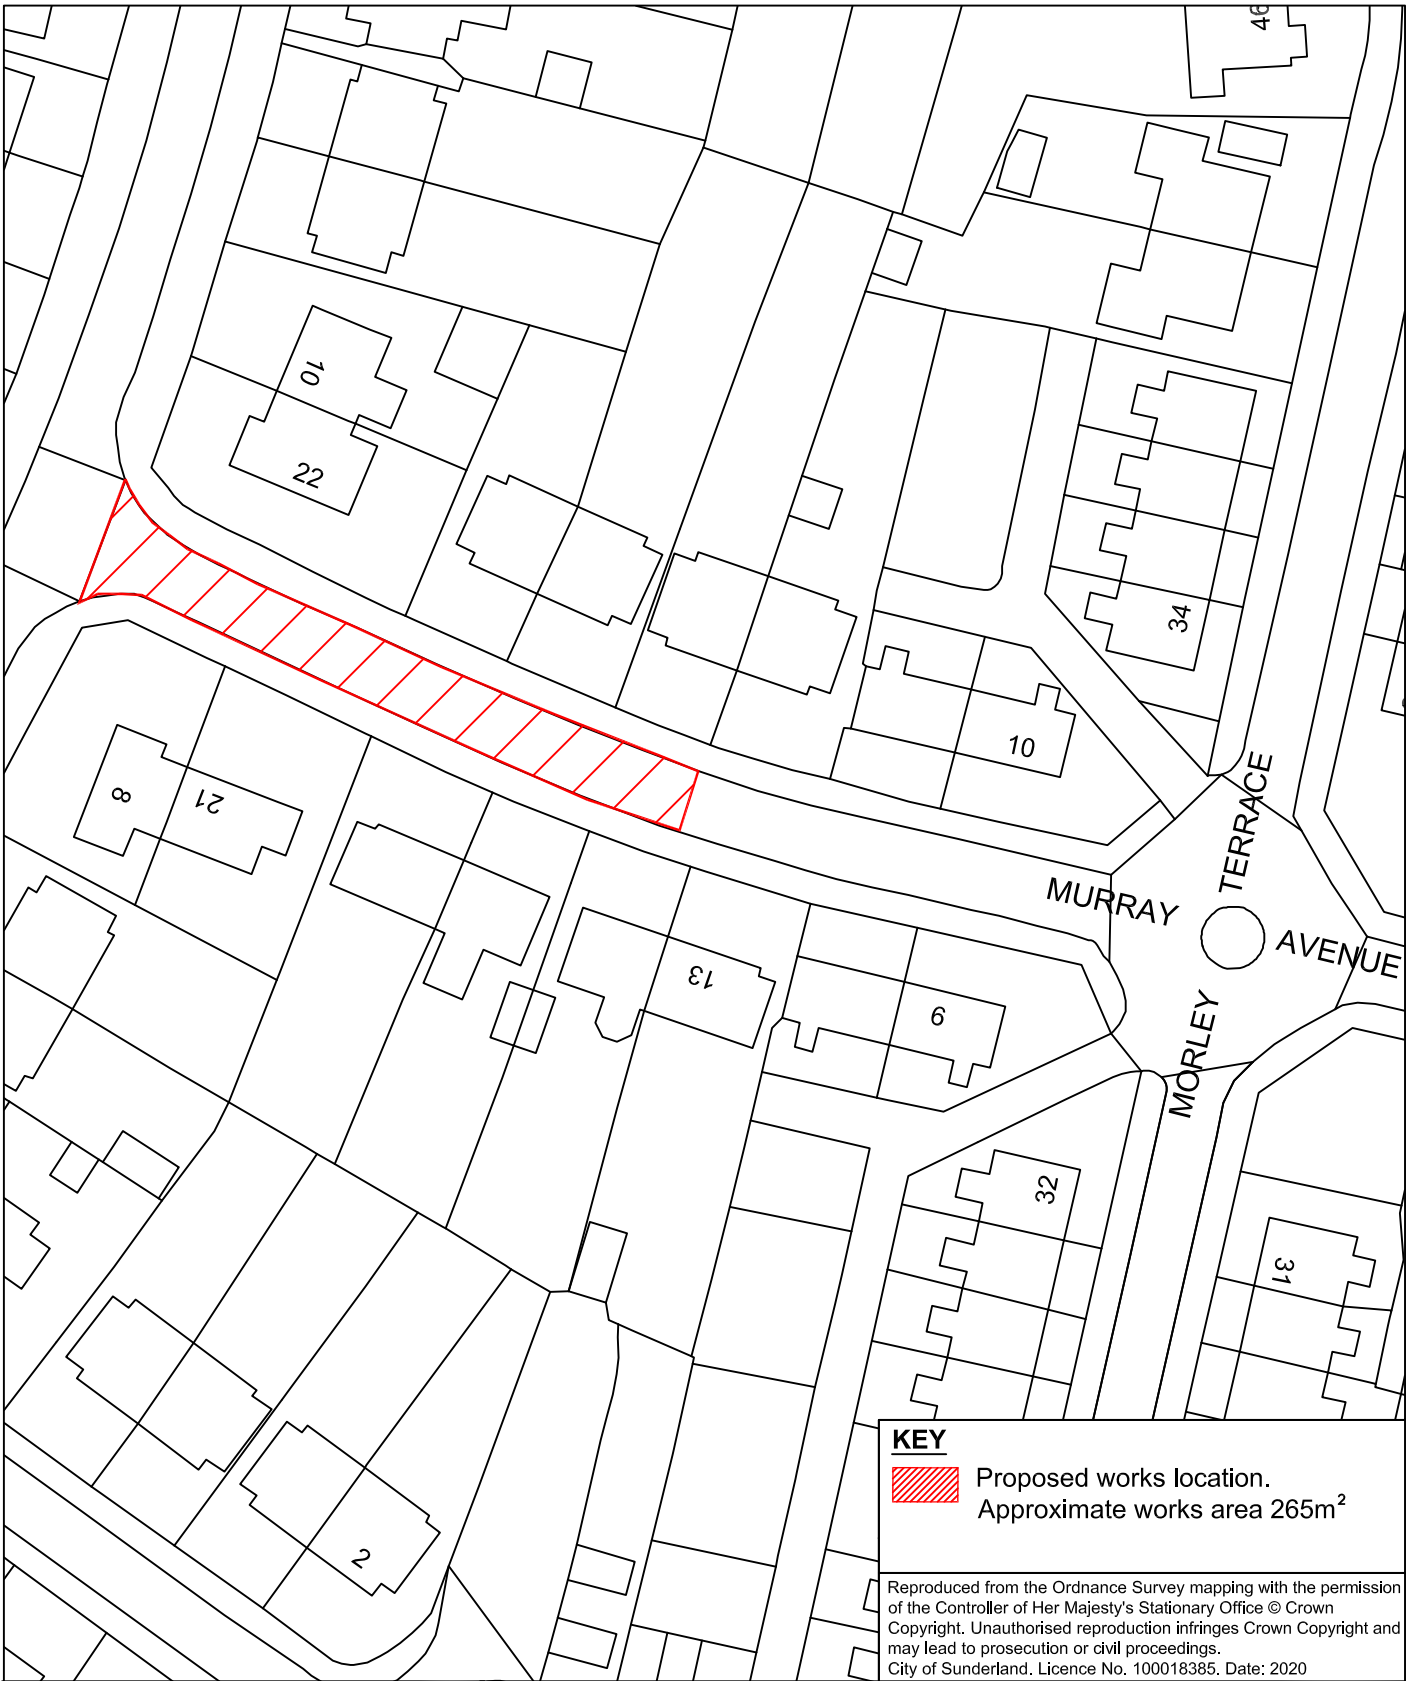 46
10
22
34
10
8
21
TERRACE
MURRAY
AVENUE
13
9
MORLEY
32
31
2
KEY
Proposed works location.
Approximate works area 265m²
Reproduced from the Ordnance Survey mapping with the permission
of the Controller of Her Majesty's Stationary Office © Crown
Copyright. Unauthorised reproduction infringes Crown Copyright and
may lead to prosecution or civil proceedings.
City of Sunderland. Licence No. 100018385. Date: 2020